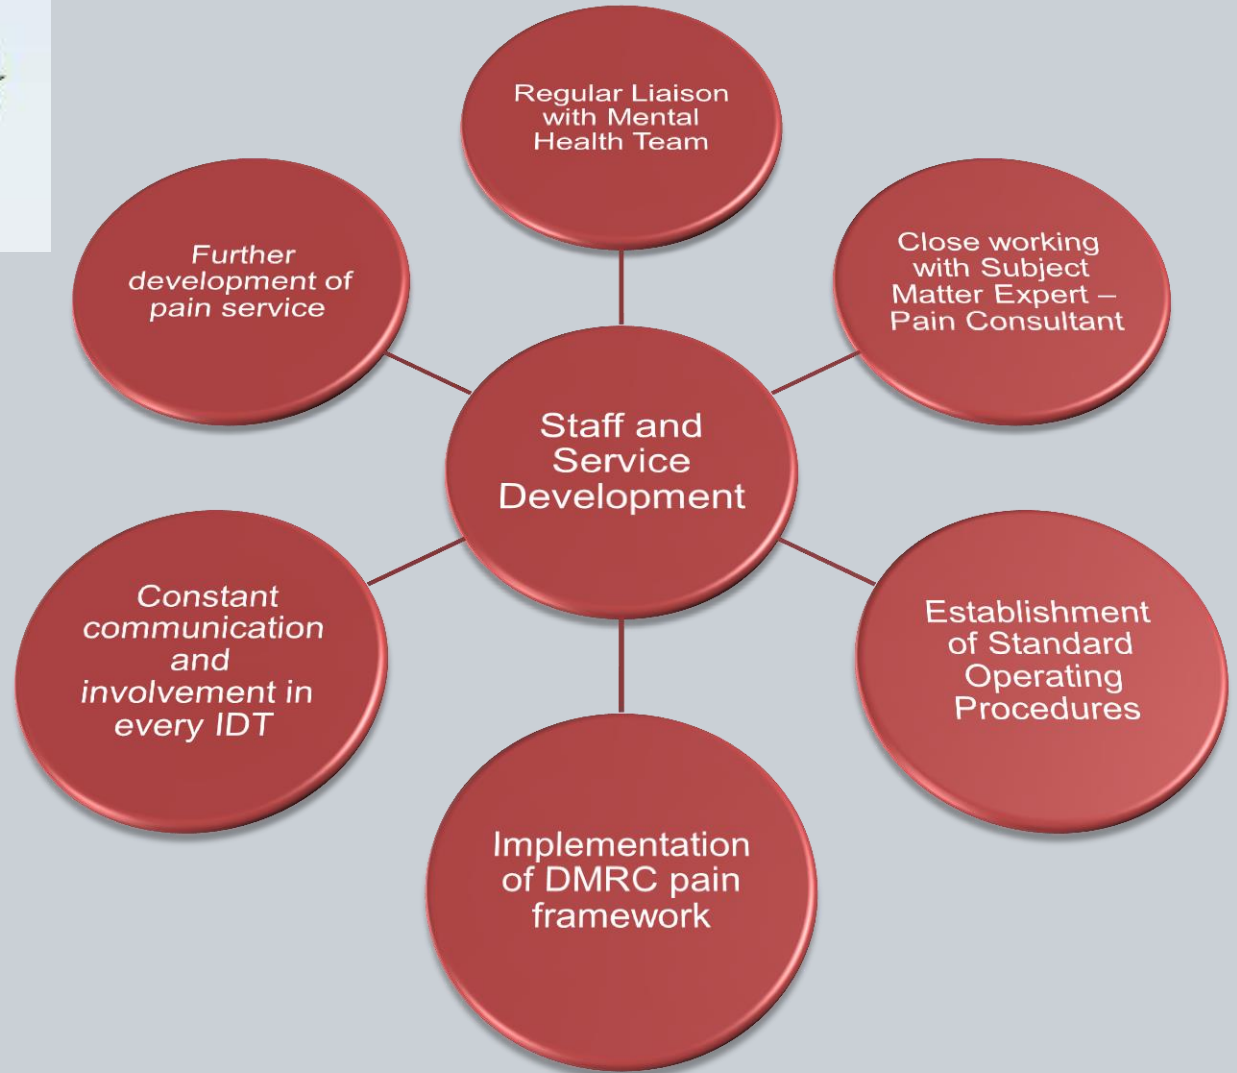 Regular Liaison
with Mental
Health Team
Close working
with Subject
Matter Expert –
Pain Consultant
Establishment
of Standard
Operating
Procedures
Implementation
of DMRC pain
framework
Constant
communication
and
involvement in
every IDT
Further
development of
pain service
Staff and
Service
Development